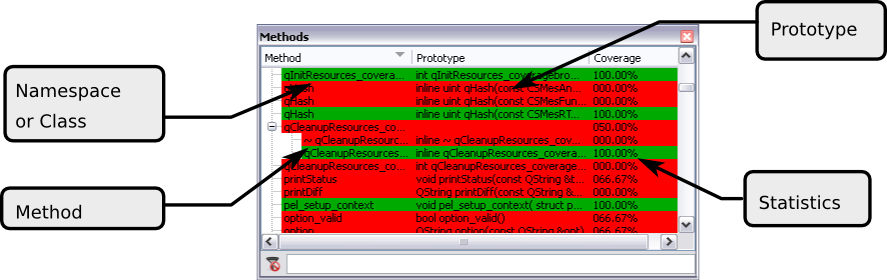 Methods
Method Prototype Coverage
qInitResources_covera... int qInitResources_coveragebro... 100.00%
qHash inline uint qHash(const CSMesAn... 000.00%
qHash inline uint qHash(const CSMesFun... 000.00%
qHash inline uint qHash(const CSMesRT... 100.00%
qCleanupResources_co... 050.00%
~ qCleanupResourc... inline ~ qCleanupResources_cov... 000.00%
qCleanupResources... inline qCleanupResources_covera... 100.00%
qCleanupResources_co... int qCleanupResources_coverage... 000.00%
printStatus void printStatus(const QString &t... 066.67%
printDiff QString printDiff(const QString &... 000.00%
pel_setup_context void pel_setup_context( struct p... 100.00%
option_valid bool option_valid() 066.67%
option QString option(const QString &opt) 066.67%
Prototype
Namespace
or Class
Method
Statistics